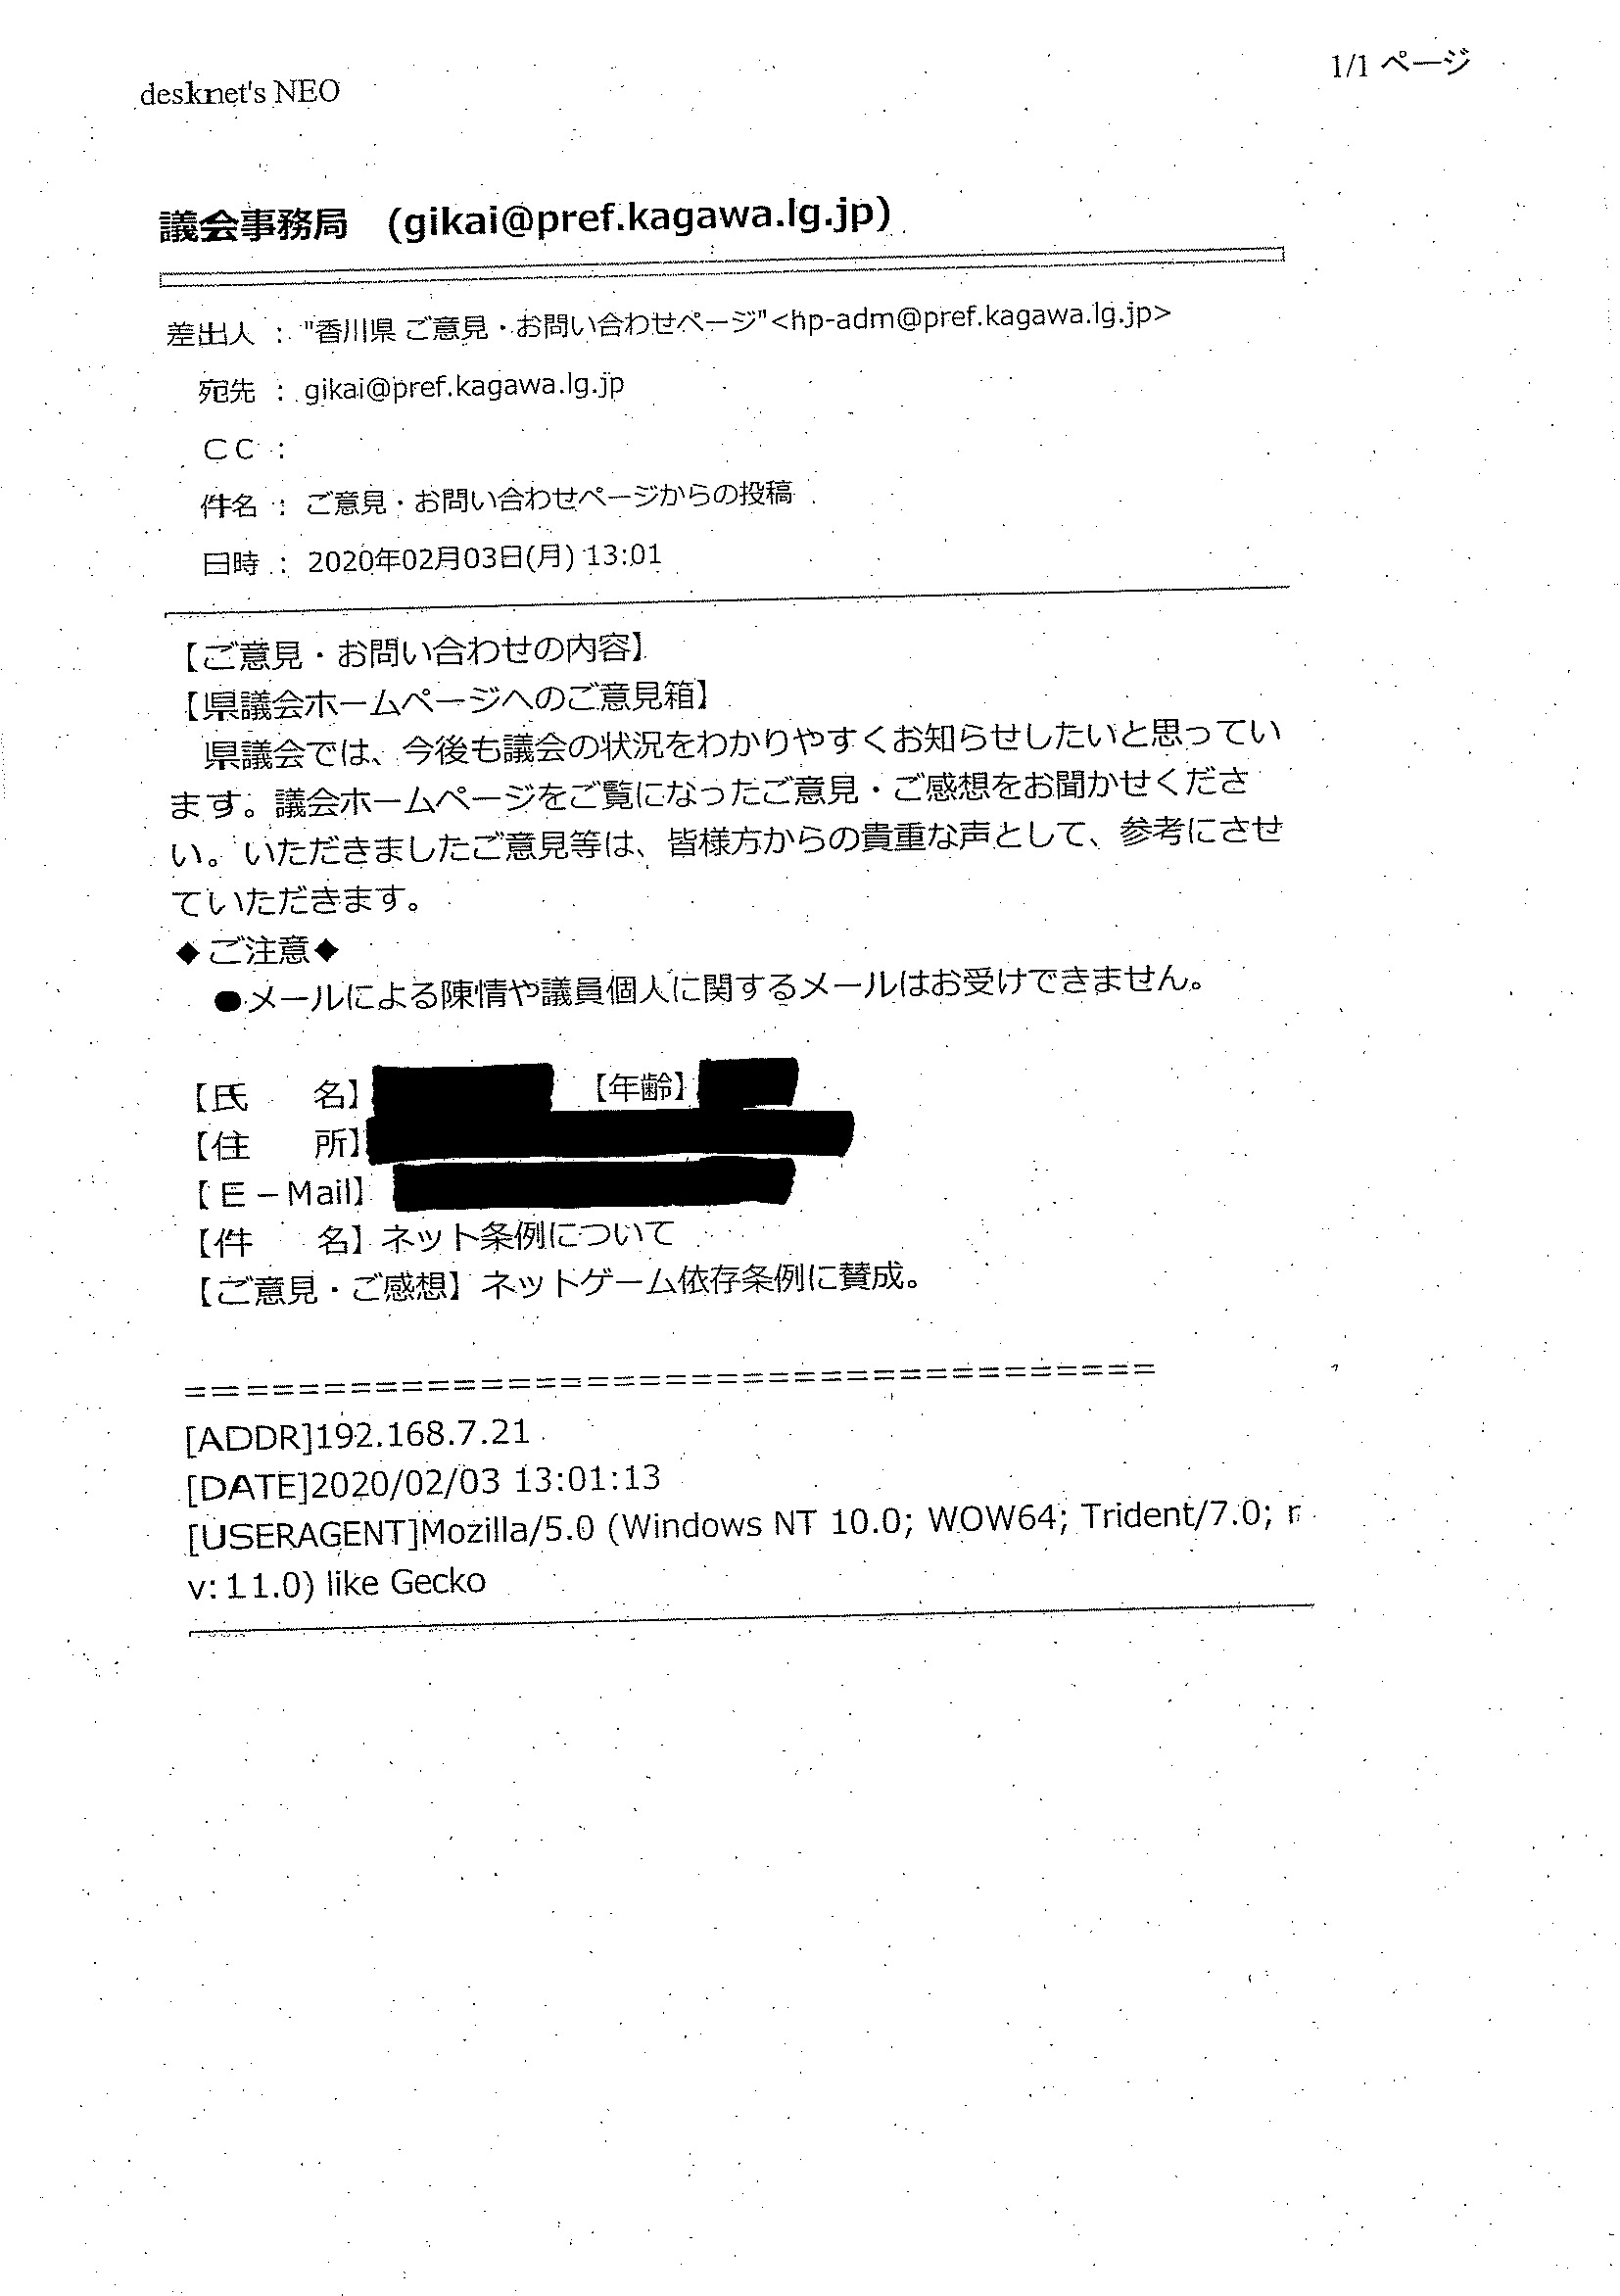 desknet's NEO
1/1 ページ
議会事務局 (gikai@pref.kagawa.lg.jp)
差出人 : "香川県 ご意見・お問い合わせページ"<hp-adm@pref.kagawa.lg.jp>
宛先 : gikai@pref.kagawa.lg.jp
CC :
件名 : ご意見・お問い合わせページからの投稿
日時 : 2020年02月03日(月) 13:01
【ご意見・お問い合わせの内容】
【県議会ホームページへのご意見箱】
県議会では、今後も議会の状況をわかりやすくお知らせしたいと思ってい
ます。議会ホームページをご覧になったご意見・ご感想をお聞かせくださ
い。いただきましたご意見等は、皆様方からの貴重な声として、参考にさせ
ていただきます。
◆ご注意◆
●メールによる陳情や議員個人に関するメールはお受けできません。
【氏　　名】 【年齢】
【住　　所】
【E－Mail】
【件　　名】ネット条例について
【ご意見・ご感想】ネットゲーム依存条例に賛成。
=====================================
[ADDR]192.168.7.21
[DATE]2020/02/03 13:01:13
[USERAGENT]Mozilla/5.0 (Windows NT 10.0; WOW64; Trident/7.0; r
v:11.0) like Gecko